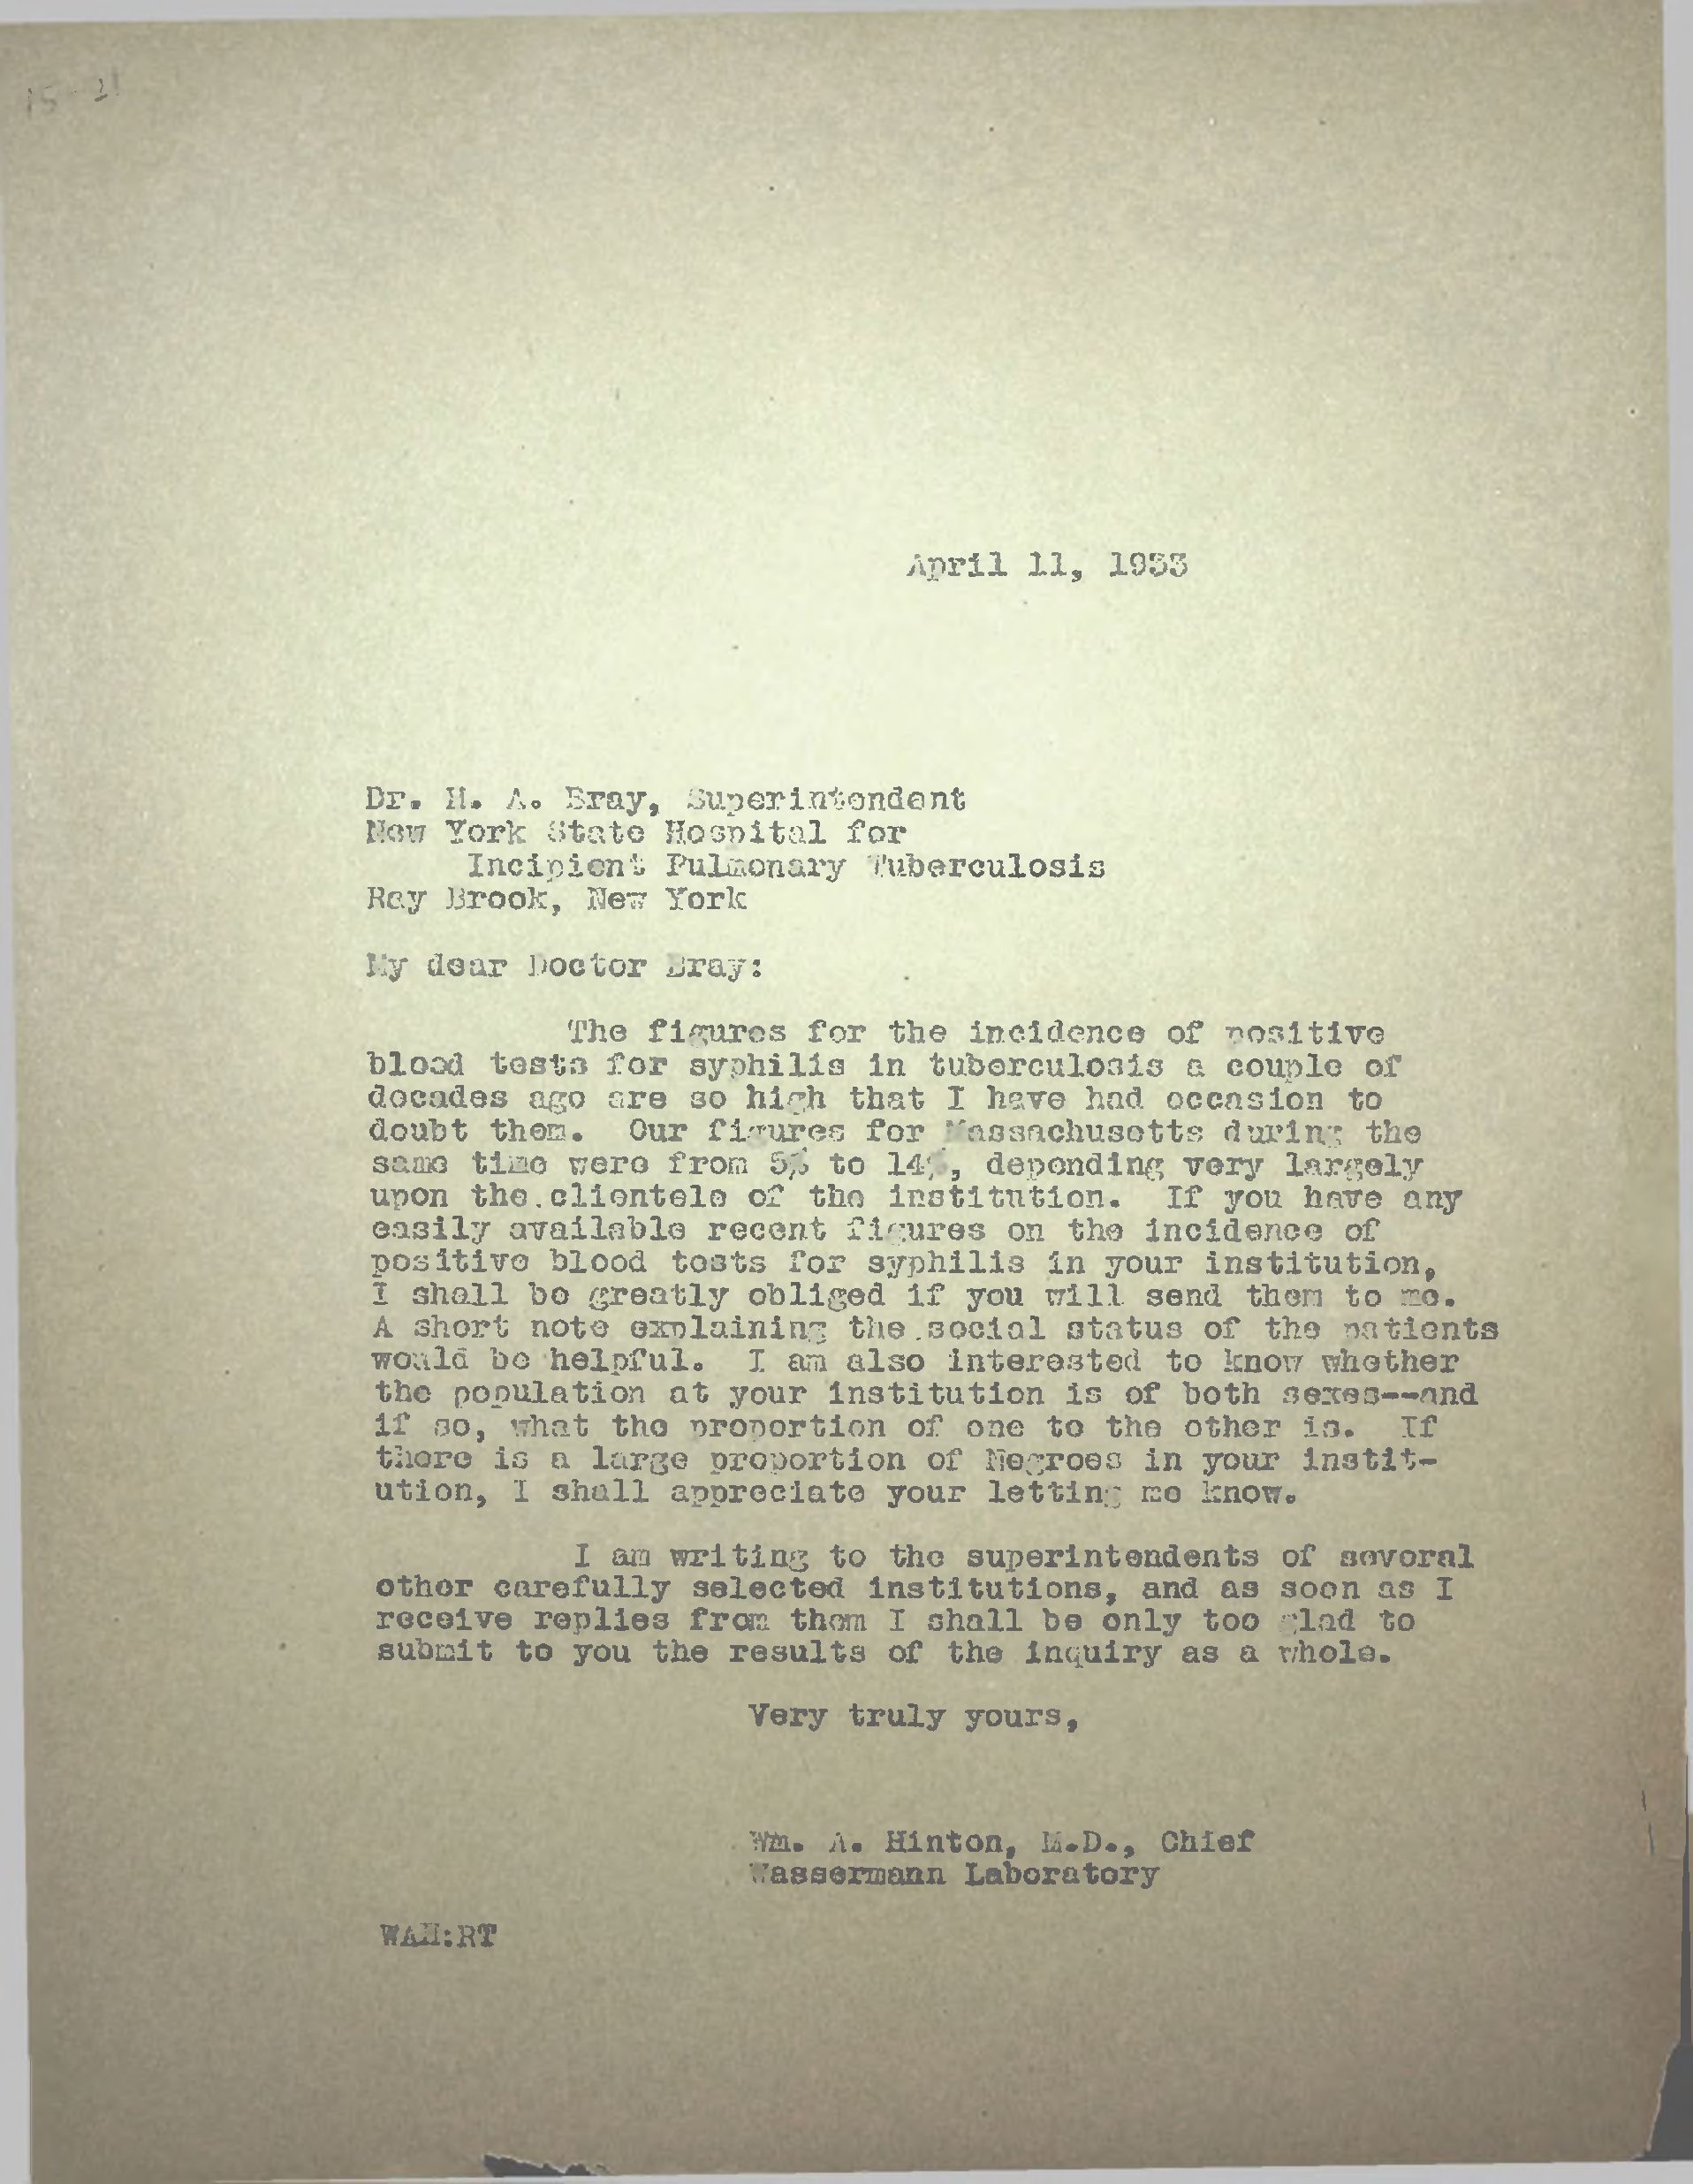 15-21
April 11, 1933
Dr. H. A. Bray, Superintendent
New York State Hospital for
Incipient Pulmonary Tuberculosis
Ray Brook, New York
My dear Doctor Bray:
The figures for the incidence of positive
blood tests for syphilis in tuberculosis a couple of
decades ago are so high that I have had occasion to
doubt them. Our figures for Massachusetts during the
same time were from 5% to 14%, depending very largely
upon the clientele of the institution. If you have any
easily available recent figures on the incidence of
positive blood tests for syphilis in your institution,
I shall be greatly obliged if you will send them to me.
A short note explaining the social status of the patients
would be helpful. I am also interested to know whether
the population at your institution is of both sexes--and
if so, what the proportion of one to the other is. If
there is a large proportion of Negroes in your instit-
ution, I shall appreciate your letting me know.
I am writing to the superintendents of several
other carefully selected institutions, and as soon as I
receive replies from them I shall be only too glad to
submit to you the results of the inquiry as a whole.
Very truly yours,
Wm. A. Hinton, M.D., Chief
Wassermann Laboratory
WAH:RT